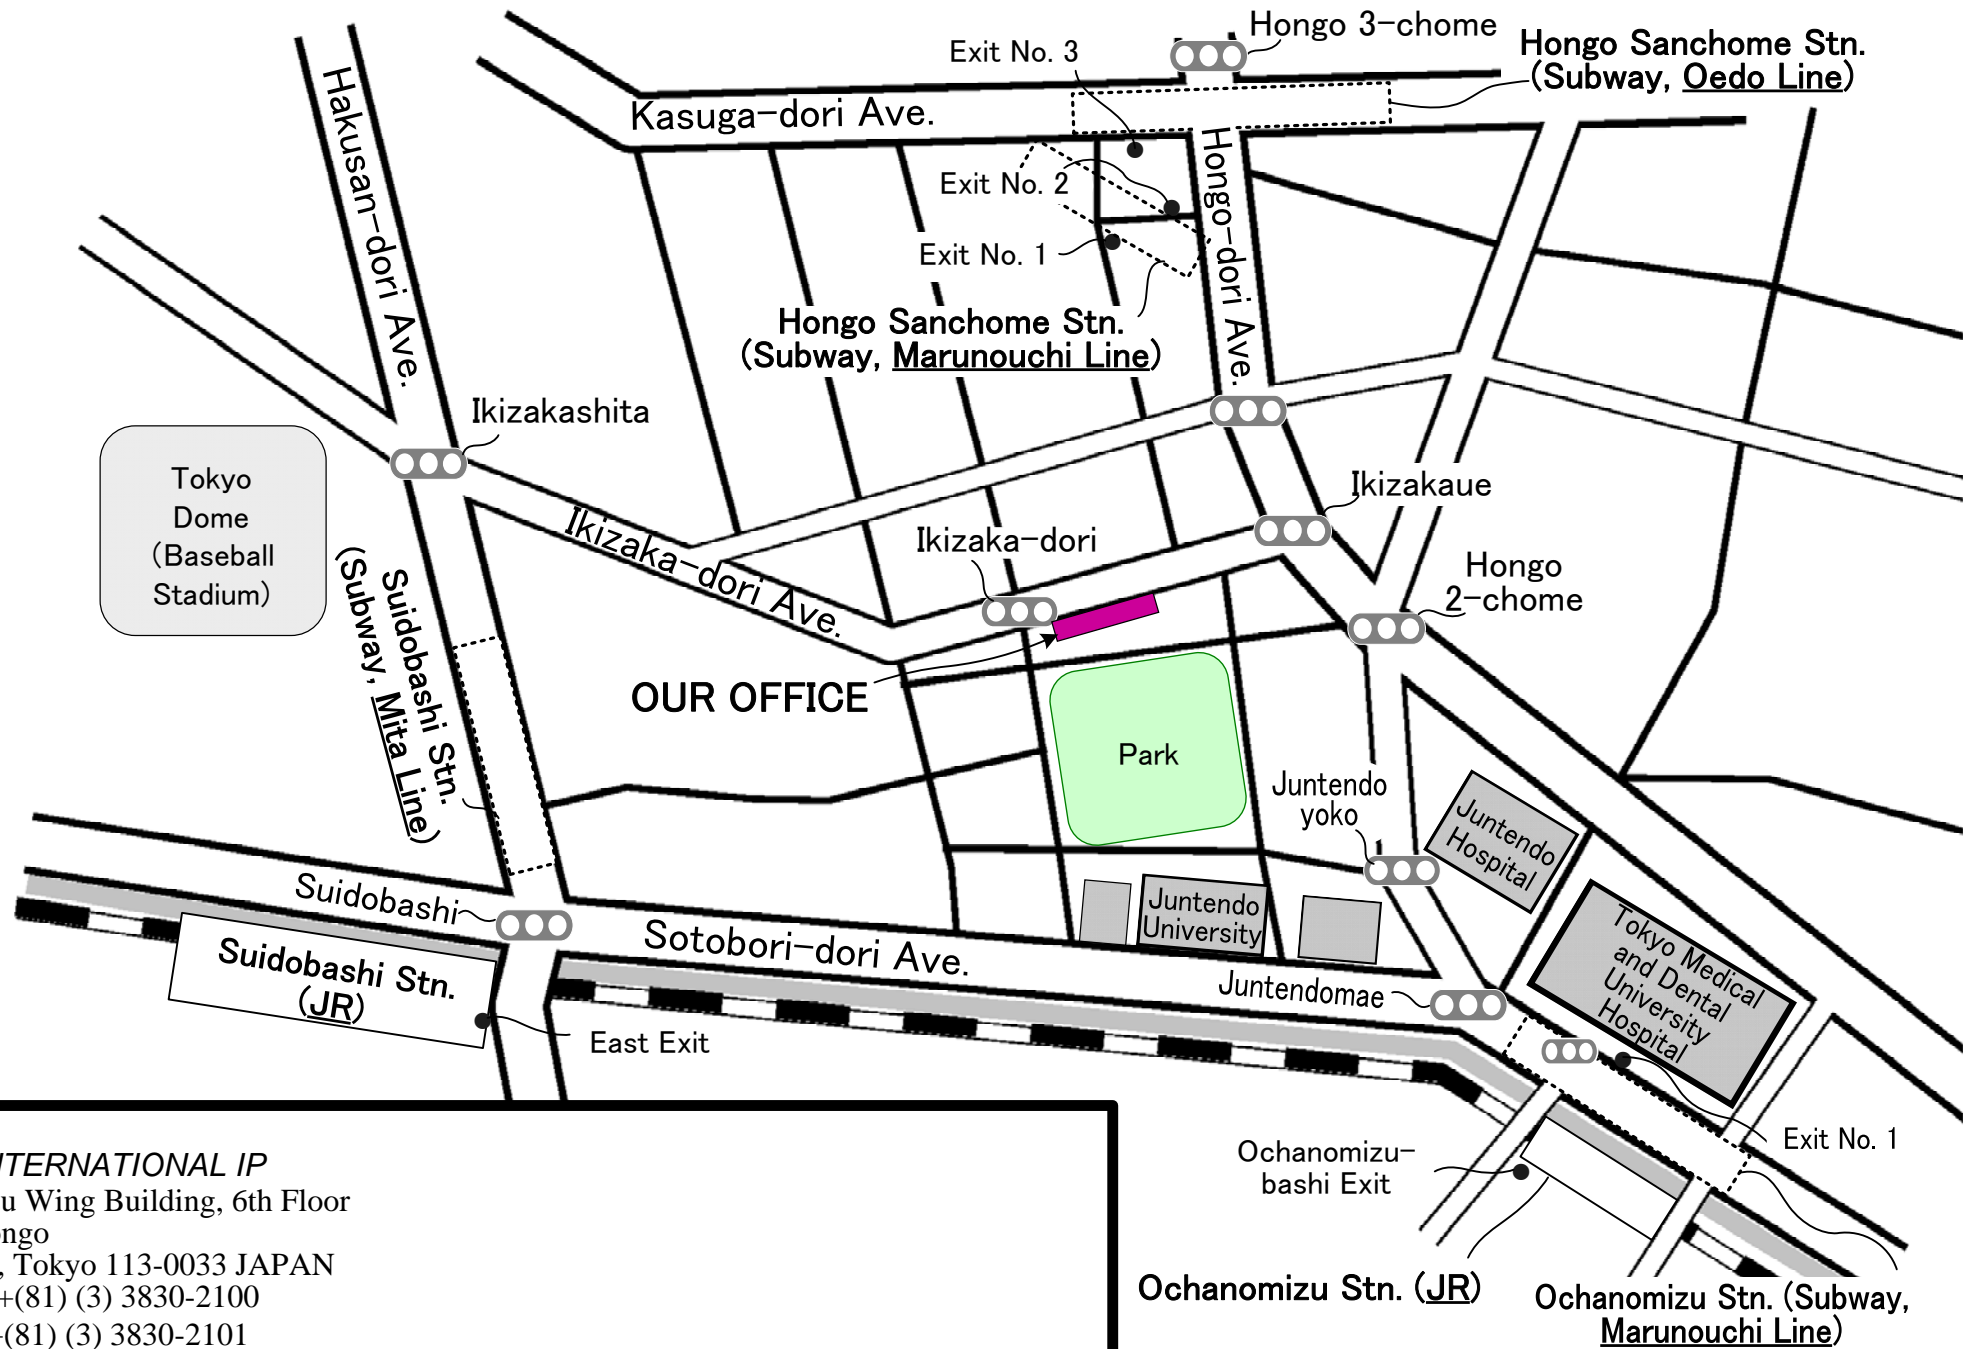 Hongo 3-chome
Exit No. 3
Hongo Sanchome Stn.
(Subway, Oedo Line)
Kasuga-dori Ave.
Hakusan-dori Ave.
Hongo-dori Ave.
Exit No. 2
Exit No. 1
Hongo Sanchome Stn.
(Subway, Marunouchi Line)
Ikizakashita
Tokyo
Dome
(Baseball
Stadium)
Ikizaka-dori Ave.
Ikizaka-dori
Ikizakaue
Hongo
2-chome
Suidobashi Stn.
(Subway, Mita Line)
OUR OFFICE
Park
Juntendo
yoko
Juntendo
Hospital
Suidobashi
Juntendo
University
Sotobori-dori Ave.
Tokyo Medical
and Dental
University
Hospital
Suidobashi Stn.
(JR)
Juntendomae
East Exit
Exit No. 1
Ochanomizu-
bashi Exit
Ochanomizu Stn. (JR)
Ochanomizu Stn. (Subway,
Marunouchi Line)
NTERNATIONAL IP
u Wing Building, 6th Floor
ongo
, Tokyo 113-0033 JAPAN
+(81) (3) 3830-2100
+(81) (3) 3830-2101